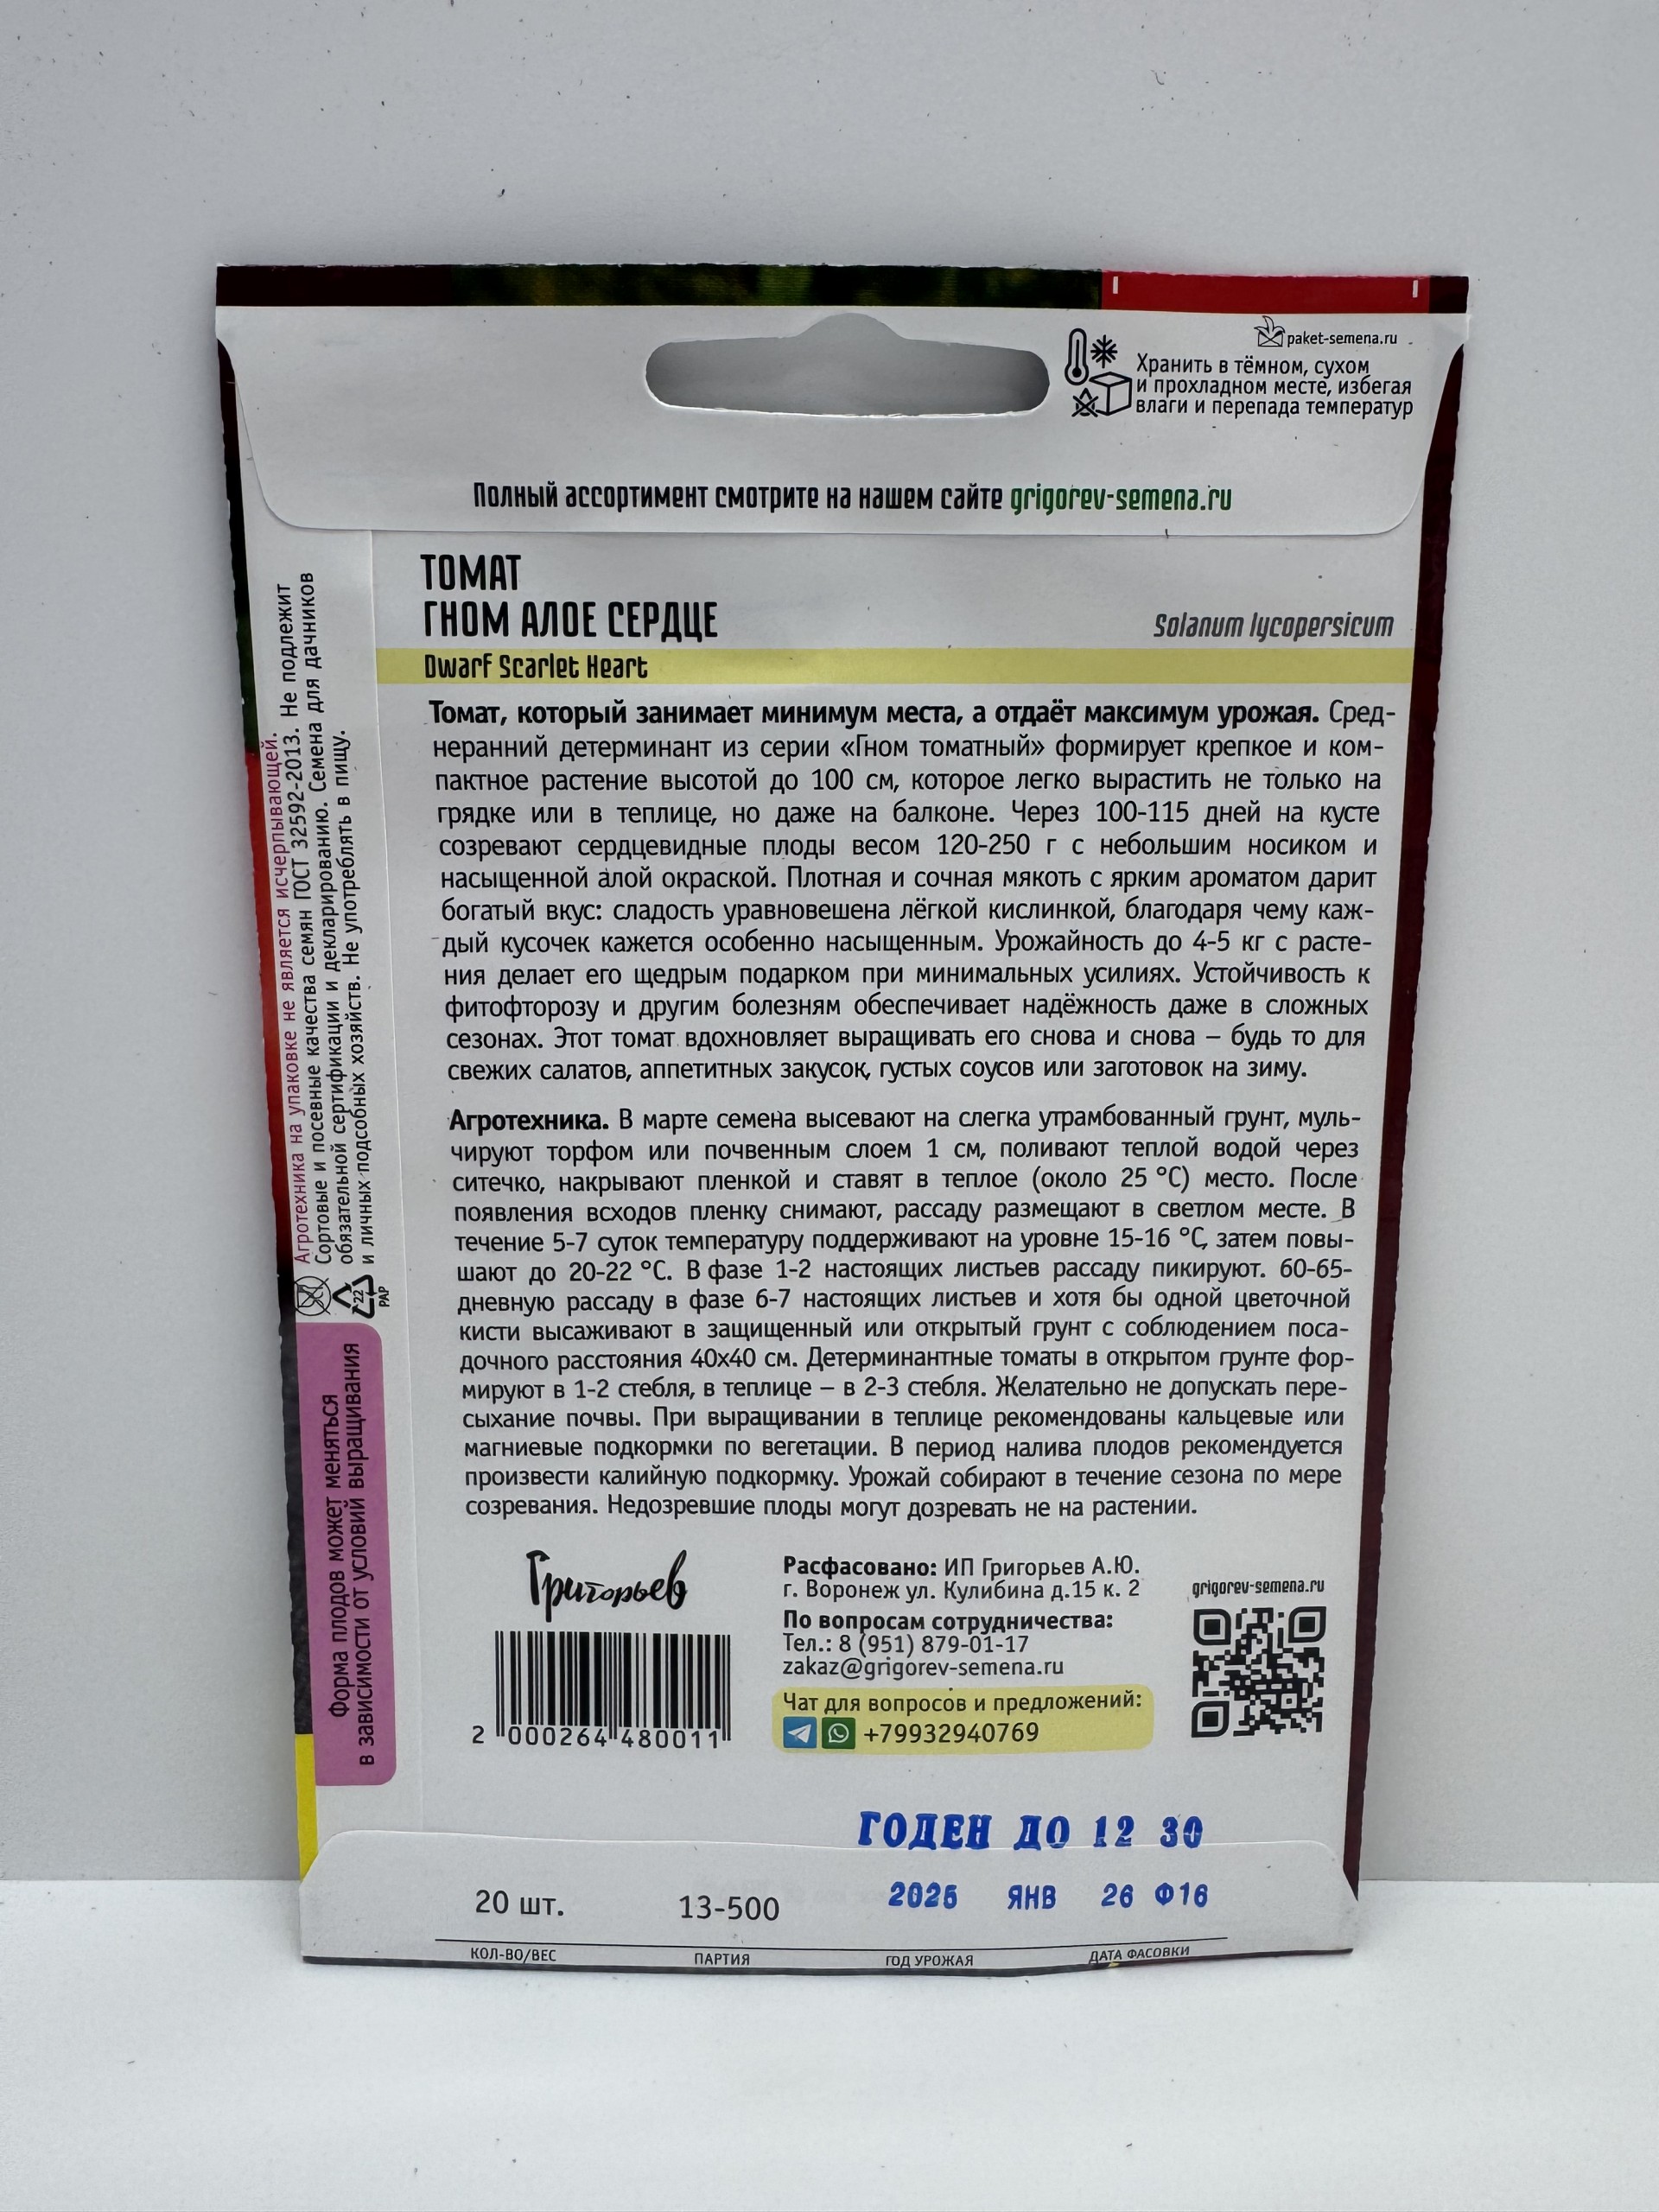 paket-semena.ru
Хранить в тёмном, сухом
и прохладном месте, избегая
влаги и перепада температур
Полный ассортимент смотрите на нашем сайте grigorev-semena.ru
ТОМАТ
ГНОМ АЛОЕ СЕРДЦЕ
Solanum lycopersicum
Dwarf Scarlet Heart
Томат, который занимает минимум места, а отдаёт максимум урожая. Сред-
неранний детерминант из серии «Гном томатный» формирует крепкое и ком-
пактное растение высотой до 100 см, которое легко вырастить не только на
грядке или в теплице, но даже на балконе. Через 100-115 дней на кусте
созревают сердцевидные плоды весом 120-250 г с небольшим носиком и
насыщенной алой окраской. Плотная и сочная мякоть с ярким ароматом дарит
богатый вкус: сладость уравновешена лёгкой кислинкой, благодаря чему каж-
дый кусочек кажется особенно насыщенным. Урожайность до 4-5 кг с расте-
ния делает его щедрым подарком при минимальных усилиях. Устойчивость к
фитофторозу и другим болезням обеспечивает надёжность даже в сложных
сезонах. Этот томат вдохновляет выращивать его снова и снова – будь то для
свежих салатов, аппетитных закусок, густых соусов или заготовок на зиму.
Агротехника. В марте семена высевают на слегка утрамбованный грунт, муль-
чируют торфом или почвенным слоем 1 см, поливают теплой водой через
ситечко, накрывают пленкой и ставят в теплое (около 25 °С) место. После
появления всходов пленку снимают, рассаду размещают в светлом месте. В
течение 5-7 суток температуру поддерживают на уровне 15-16 °С, затем повы-
шают до 20-22 °С. В фазе 1-2 настоящих листьев рассаду пикируют. 60-65-
дневную рассаду в фазе 6-7 настоящих листьев и хотя бы одной цветочной
кисти высаживают в защищенный или открытый грунт с соблюдением поса-
дочного расстояния 40х40 см. Детерминантные томаты в открытом грунте фор-
мируют в 1-2 стебля, в теплице – в 2-3 стебля. Желательно не допускать пере-
сыхание почвы. При выращивании в теплице рекомендованы кальцевые или
магниевые подкормки по вегетации. В период налива плодов рекомендуется
произвести калийную подкормку. Урожай собирают в течение сезона по мере
созревания. Недозревшие плоды могут дозревать не на растении.
Агротехника на упаковке не является исчерпывающей.
Сортовые и посевные качества семян ГОСТ 32592-2013. Не подлежит
обязательной сертификации и декларированию. Семена для дачников
и личных подсобных хозяйств. Не употреблять в пищу.
22
PAP
Форма плодов может меняться
в зависимости от условий выращивания
Григорьев
2 000264 480011
Расфасовано: ИП Григорьев А.Ю.
г. Воронеж ул. Кулибина д.15 к. 2
По вопросам сотрудничества:
Тел.: 8 (951) 879-01-17
zakaz@grigorev-semena.ru
Чат для вопросов и предложений:
+79932940769
grigorev-semena.ru
ГОДЕН ДО 12 30
20 шт. 13-500 2025 ЯНВ 26 Ф16
КОЛ-ВО/ВЕС ПАРТИЯ ГОД УРОЖАЯ ДАТА ФАСОВКИ